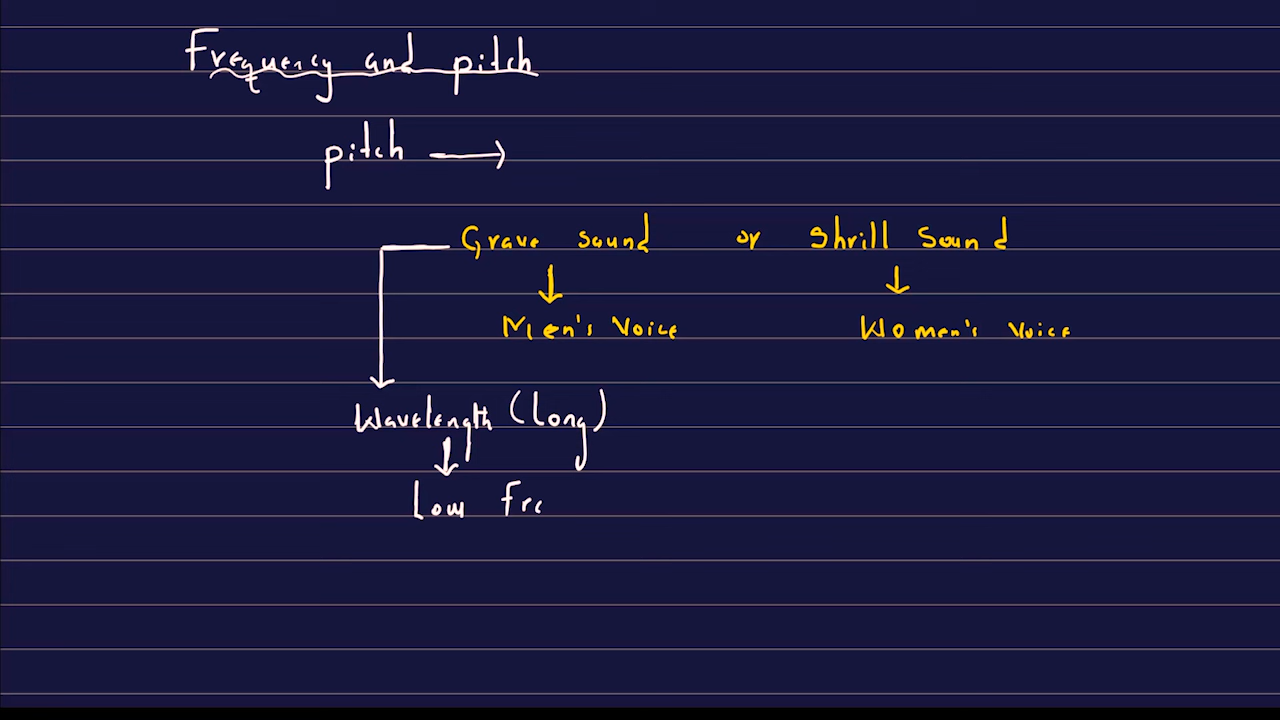 Frequency and pitch
pitch →
Grave sound or Shrill Sound
↓ ↓
Men's Voice Women's Voice
Wavelength (Long)
↓
Low Fre